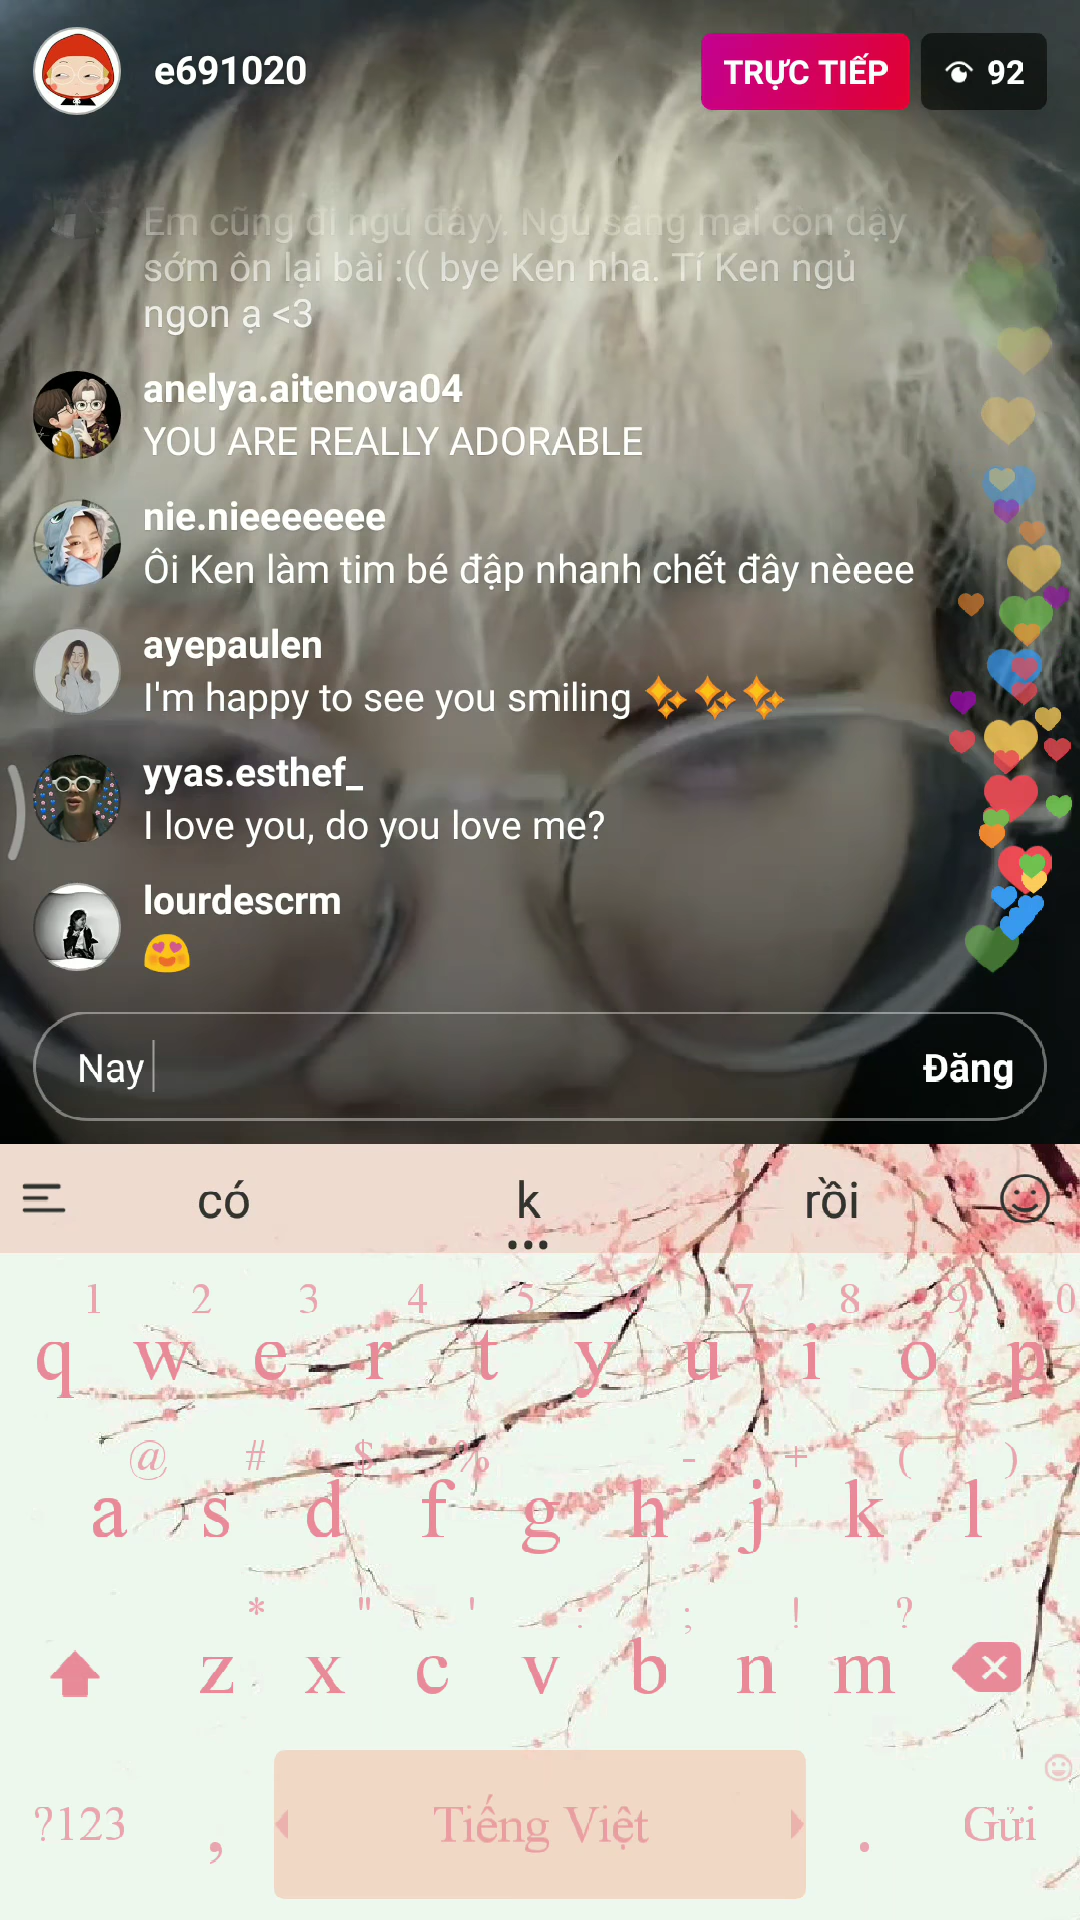 e691020
TRỰC TIẾP
92
Em cũng đi ngủ đâyy. Ngủ sáng mai còn dậy
sớm ôn lại bài :(( bye Ken nha. Tí Ken ngủ
ngon ạ <3
anelya.aitenova04
YOU ARE REALLY ADORABLE
nie.nieeeeeee
Ôi Ken làm tim bé đập nhanh chết đây nèeee
ayepaulen
I'm happy to see you smiling ✨✨✨
yyas.esthef_
I love you, do you love me?
lourdescrm
😍
Nay
Đăng
có k rồi
1 2 3 4 5 7 8 9 0
q w e r t y u i o p
@ # $ % - + ( )
a s d f g h j k l
* " ' : ; ! ?
z x c v b n m
?123 , Tiếng Việt . Gửi